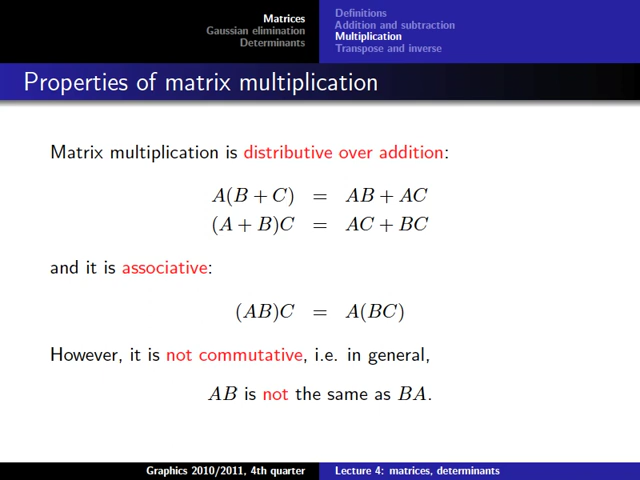 Matrices
Gaussian elimination
Determinants
Definitions
Addition and subtraction
Multiplication
Transpose and inverse
Properties of matrix multiplication
Matrix multiplication is distributive over addition:
A(B + C) = AB + AC
(A + B)C = AC + BC
and it is associative:
(AB)C = A(BC)
However, it is not commutative, i.e. in general,
AB is not the same as BA.
Graphics 2010/2011, 4th quarter
Lecture 4: matrices, determinants